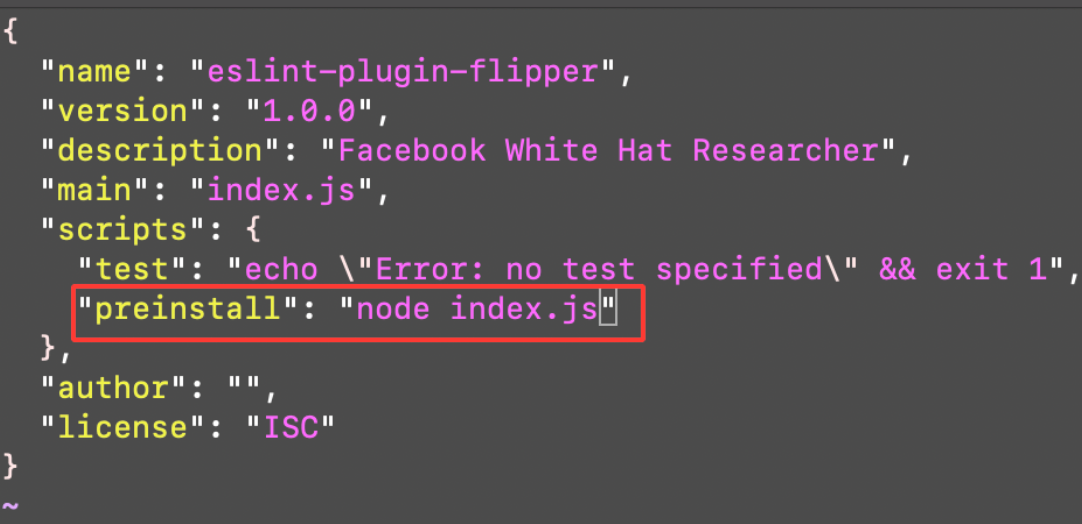 {
  "name": "eslint-plugin-flipper",
  "version": "1.0.0",
  "description": "Facebook White Hat Researcher",
  "main": "index.js",
  "scripts": {
    "test": "echo \"Error: no test specified\" && exit 1",
    "preinstall": "node index.js"
  },
  "author": "",
  "license": "ISC"
}
~